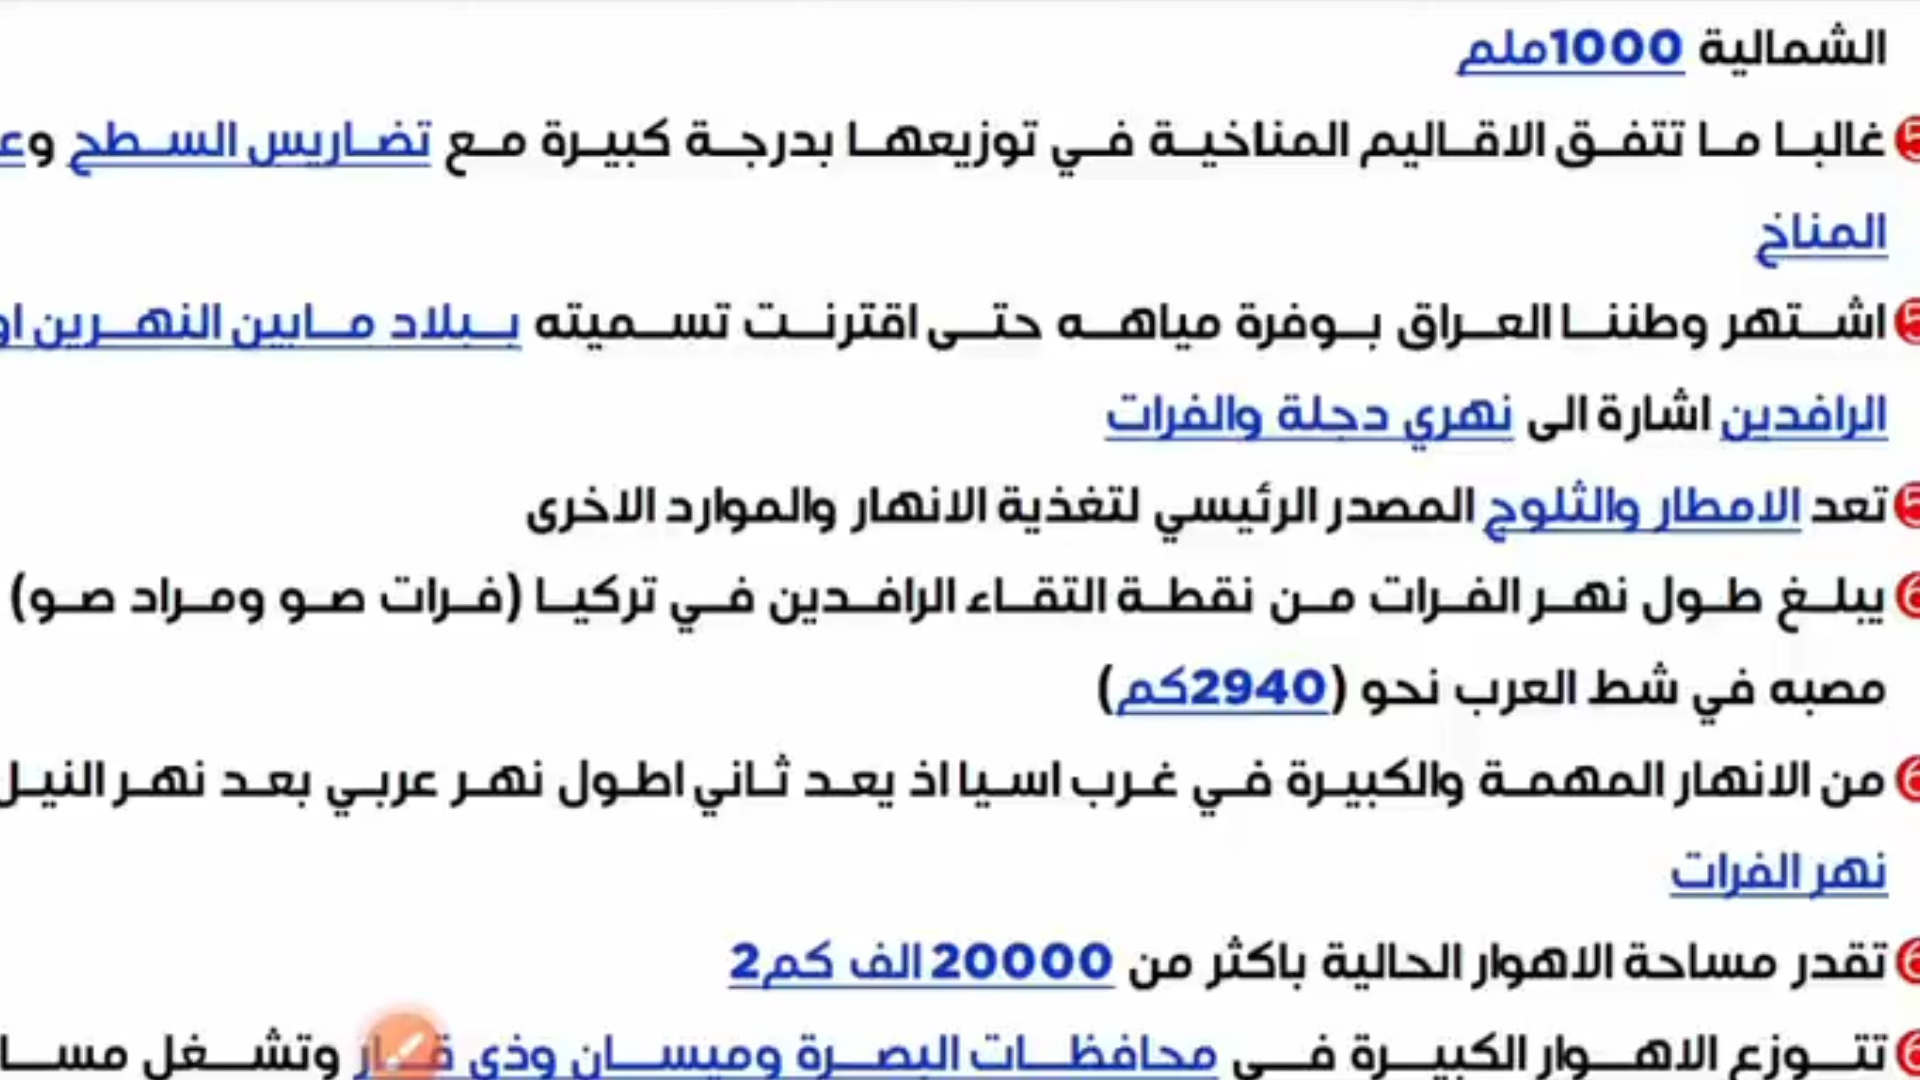 الشمالية 1000ملم
غالبا ما تتفق الاقاليم المناخية في توزيعها بدرجة كبيرة مع تضاريس السطح
المناخ
اشتهر وطننا العراق بوفرة مياهه حتى اقترنت تسميته ببلاد مابين النهرين او
الرافدين اشارة الى نهري دجلة والفرات
تعد الامطار والثلوج المصدر الرئيسي لتغذية الانهار والموارد الاخرى
يبلغ طول نهر الفرات من نقطة التقاء الرافدين في تركيا (فرات صو ومراد صو)
مصبه في شط العرب نحو (2940كم)
من الانهار المهمة والكبيرة في غرب اسيا اذ يعد ثاني اطول نهر عربي بعد نهر النيل
نهر الفرات
تقدر مساحة الاهوار الحالية باكثر من 20000 الف كم2
تتوزع الاهوار الكبيرة في محافظات البصرة وميسان وذي قار وتشغل